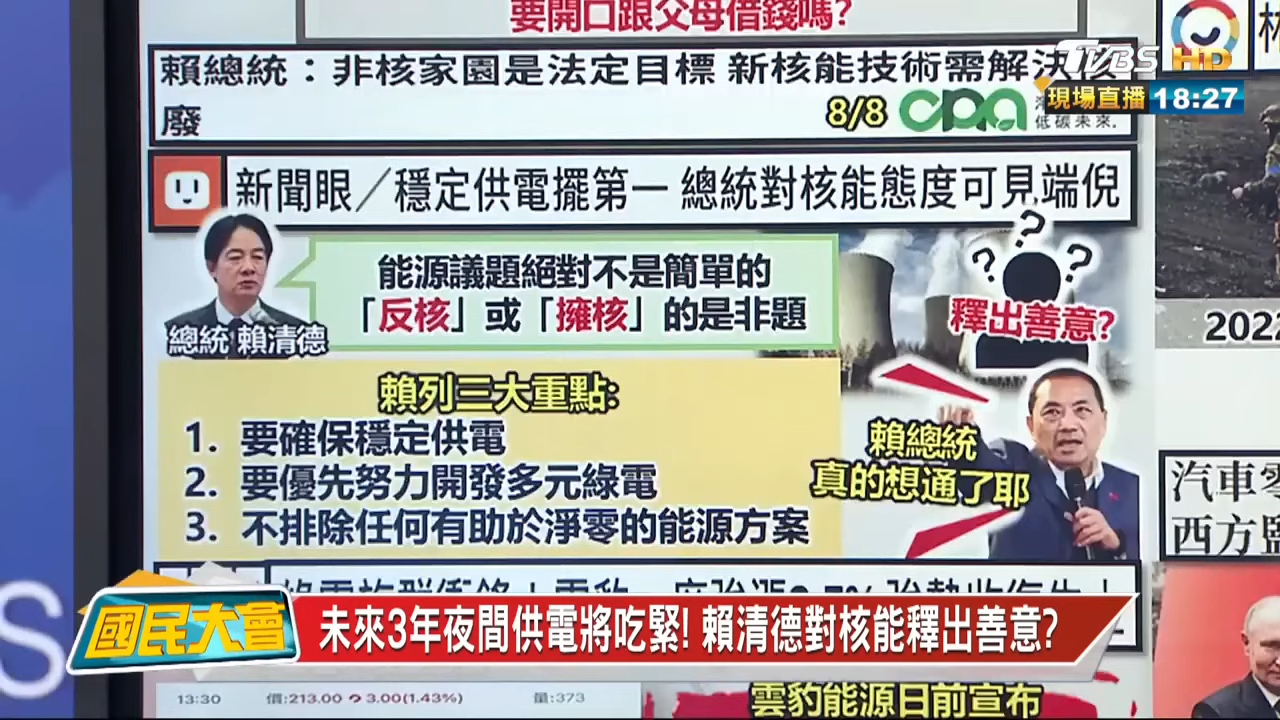 要開口跟父母借錢嗎?
賴總統：非核家園是法定目標 新核能技術需解決
廢
8/8
cpa
低碳未來.
TVBS HD
現場直播 18:27
新聞眼／穩定供電擺第一 總統對核能態度可見端倪
能源議題絕對不是簡單的
「反核」或「擁核」的是非題
總統 賴清德
? ? ?
釋出善意?
賴列三大重點:
1. 要確保穩定供電
2. 要優先努力開發多元綠電
3. 不排除任何有助於淨零的能源方案
賴總統
真的想通了耶
2022
汽車零
西方
國民大會
未來3年夜間供電將吃緊! 賴清德對核能釋出善意?
13:30 價:213.00 3.00(1.43%) 量:373
雲豹能源日前宣布
S